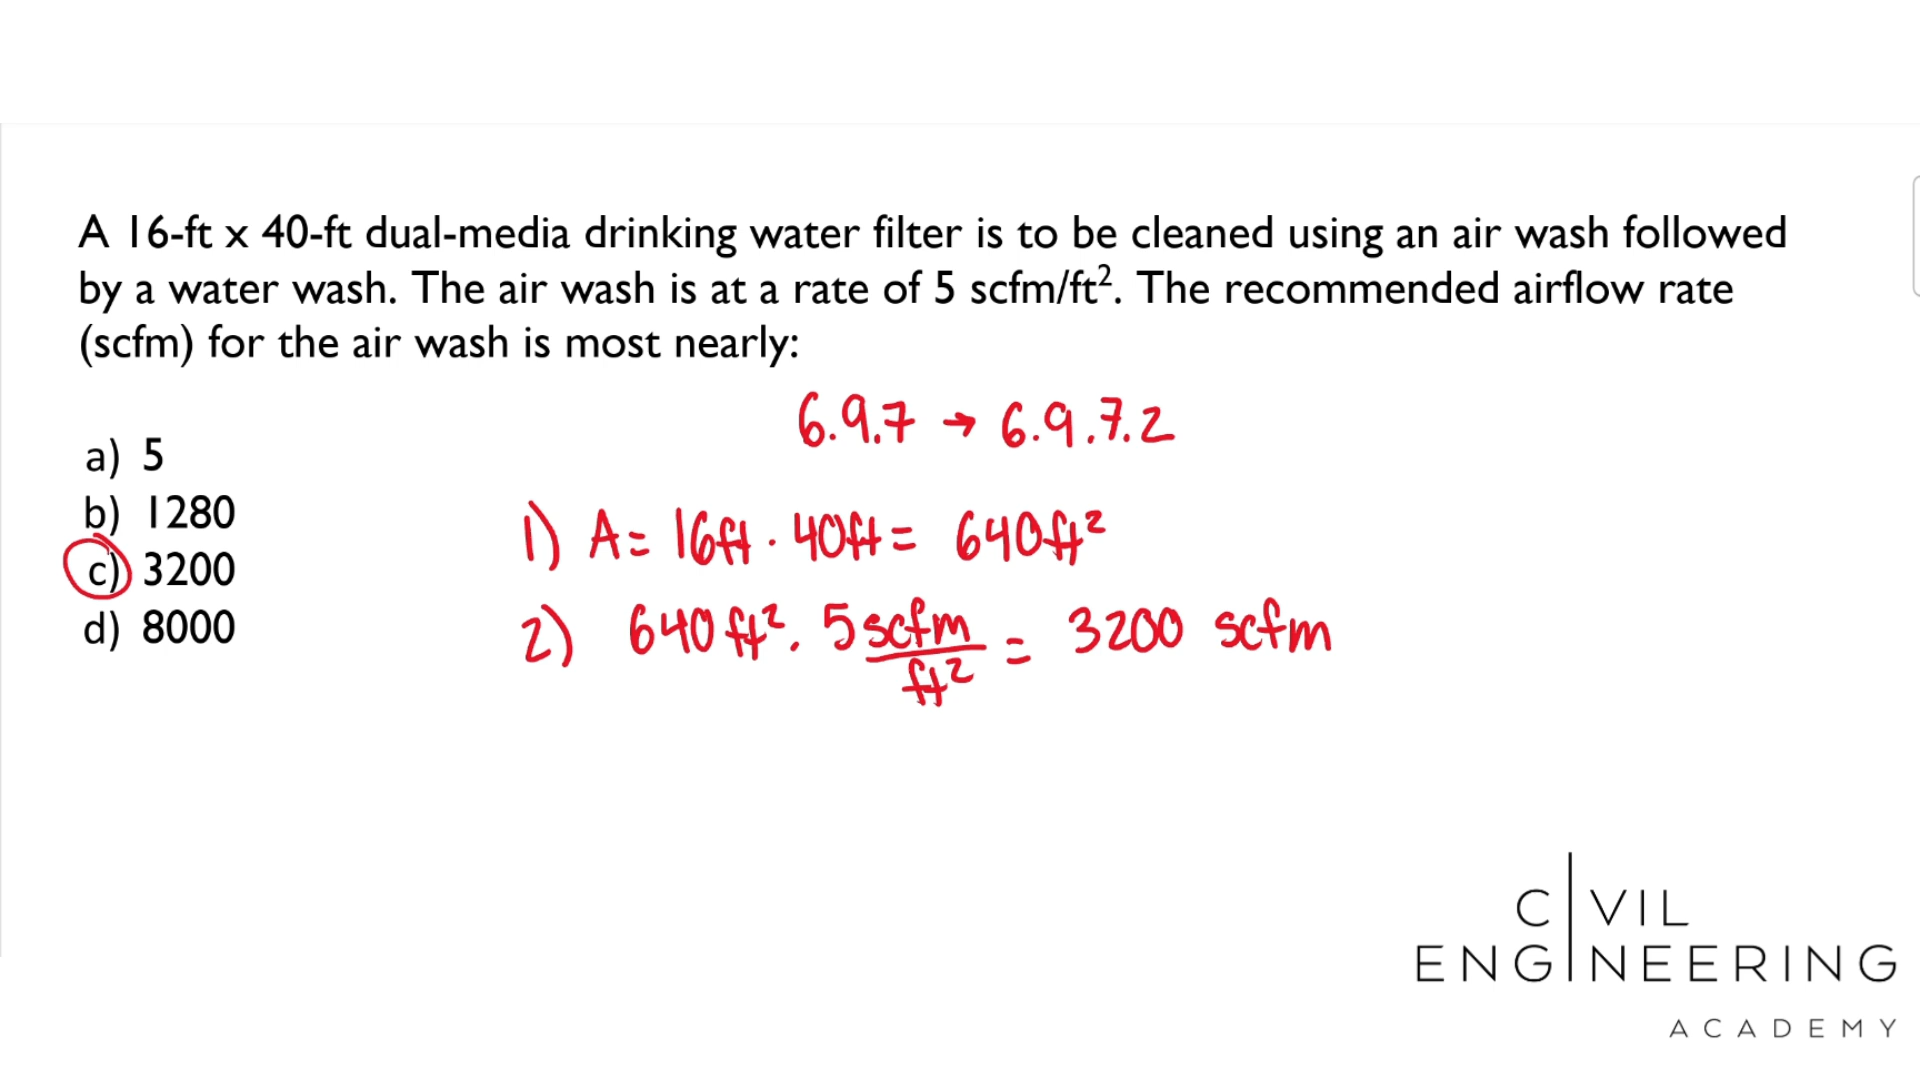 A 16-ft x 40-ft dual-media drinking water filter is to be cleaned using an air wash followed
by a water wash. The air wash is at a rate of 5 scfm/ft². The recommended airflow rate
(scfm) for the air wash is most nearly:
6.9.7 → 6.9.7.2
a) 5
b) 1280
c) 3200
d) 8000
1) A = 16ft · 40ft = 640ft²
2) 640 ft² · 5 scfm/ft² = 3200 scfm
CIVIL
ENGINEERING
ACADEMY